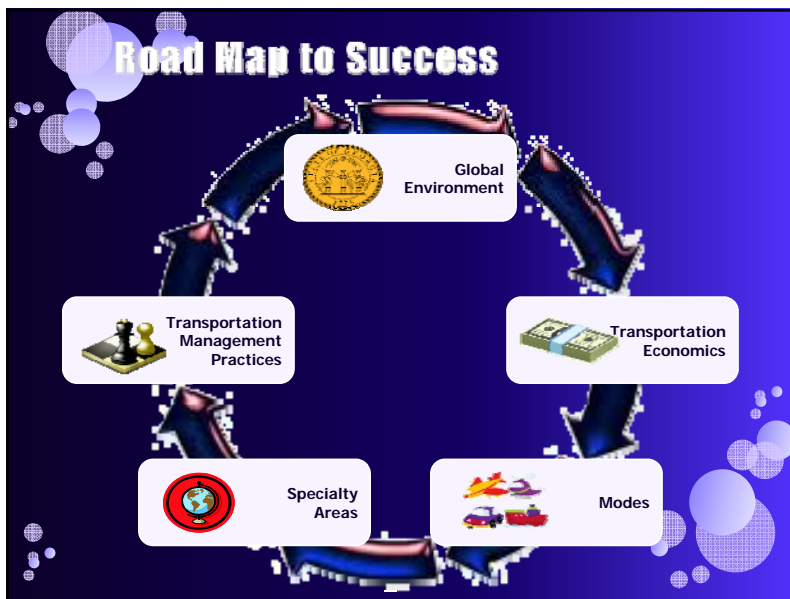 Road Map to Success
Global
Environment
Transportation
Economics
Modes
Specialty
Areas
Transportation
Management
Practices